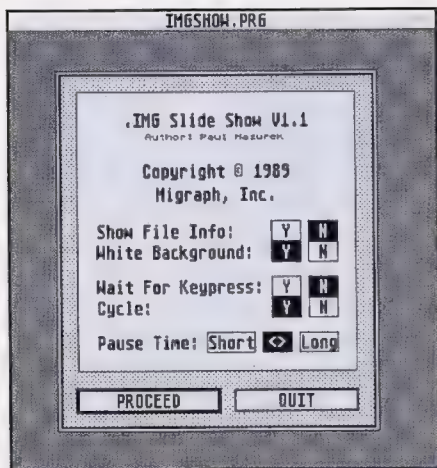 IMGSHOW.PRG
.IMG Slide Show V1.1
Author: Paul Mazurek
Copyright © 1989
Migraph, Inc.
Show File Info: Y N
White Background: Y N
Wait For Keypress: Y N
Cycle: Y N
Pause Time: Short <> Long
PROCEED QUIT